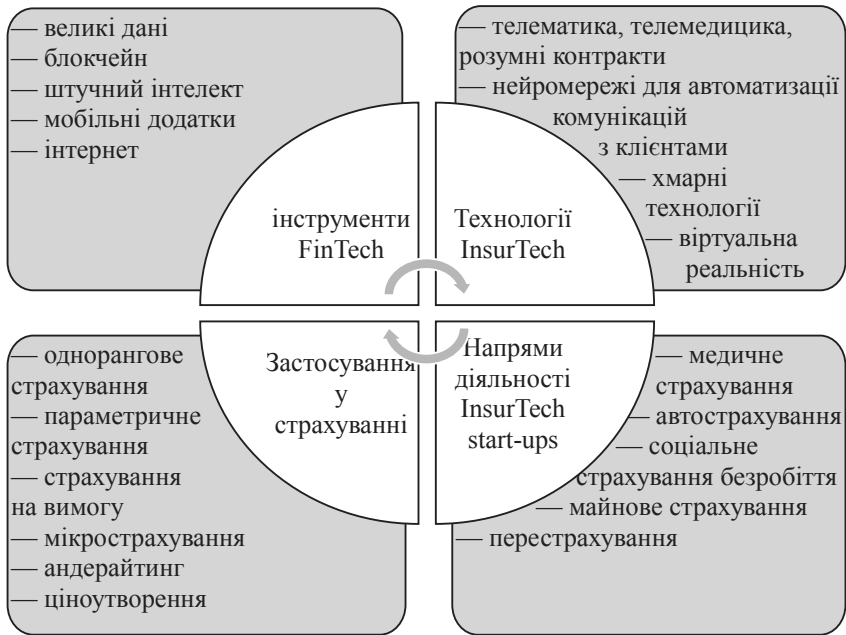 — великі дані
— блокчейн
— штучний інтелект
— мобільні додатки
— інтернет
інструменти
FinTech
— телематика, телемедицика,
розумні контракти
— нейромережі для автоматизації
комунікацій
з клієнтами
— хмарні
технології
— віртуальна
реальність
Технології
InsurTech
— однорангове
страхування
— параметричне
страхування
— страхування
на вимогу
— мікрострахування
— андерайтинг
— ціноутворення
Застосування
у
страхуванні
Напрями
діяльності
InsurTech
start-ups
— медичне
страхування
— автострахування
— соціальне
страхування безробіття
— майнове страхування
— перестрахування